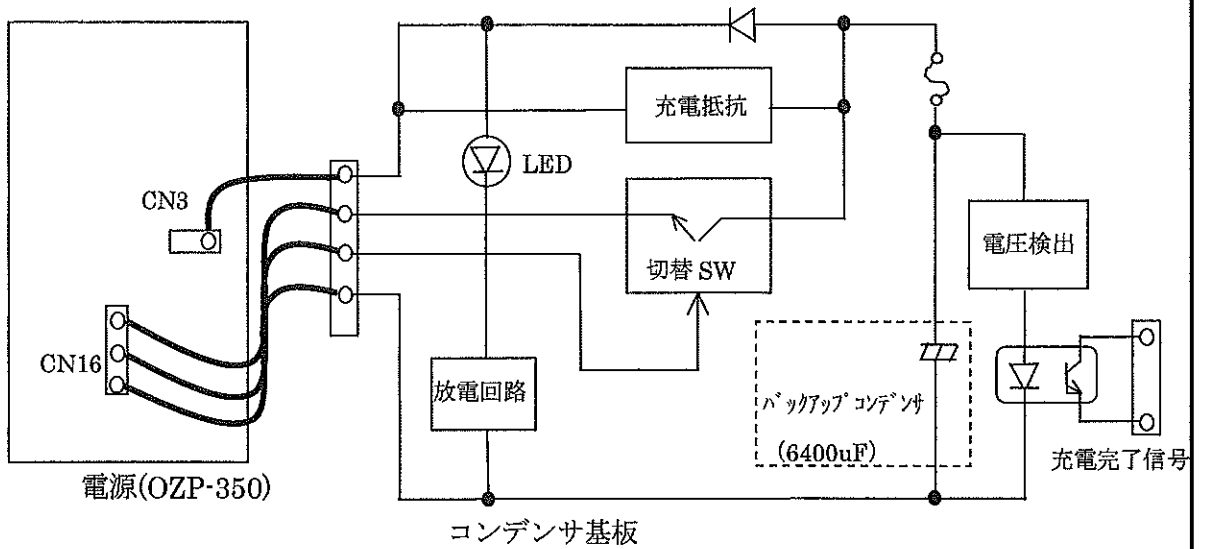 充電抵抗
LED
CN3
切替 SW
電圧検出
CN16
放電回路
ﾊﾞｯｸｱｯﾌﾟｺﾝﾃﾞﾝｻ
(6400uF)
充電完了信号
電源(OZP-350)
コンデンサ基板